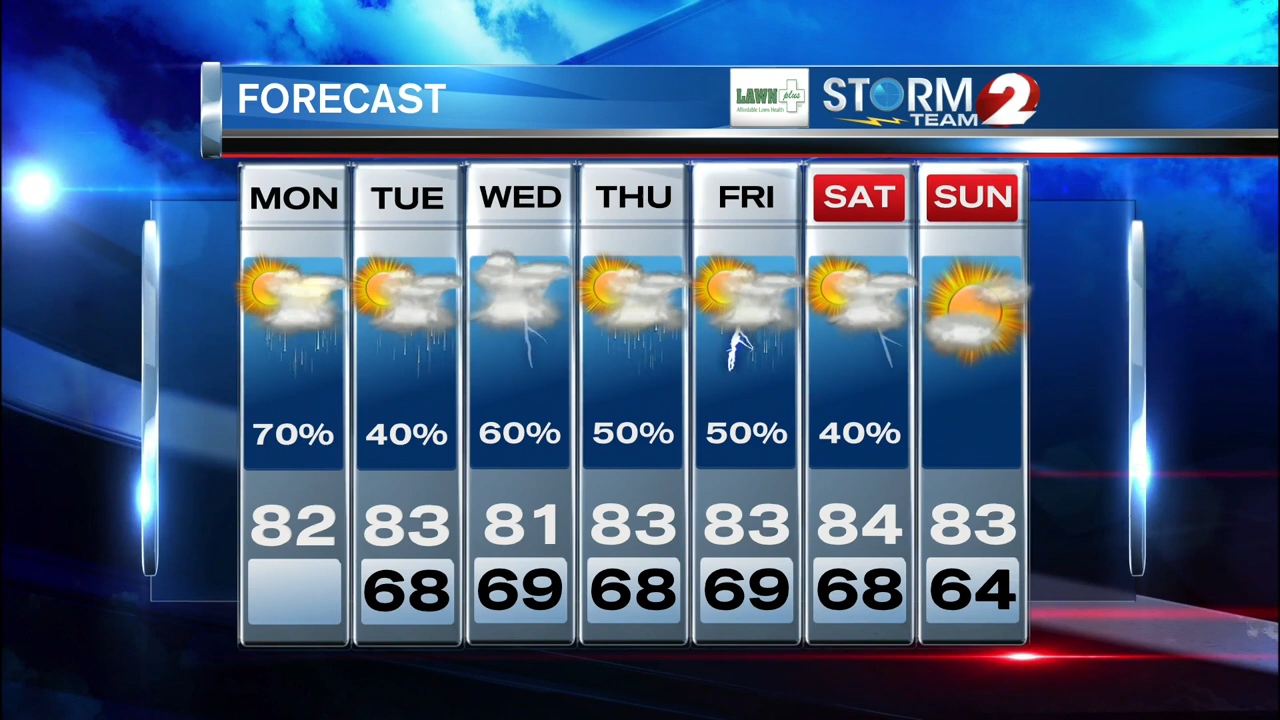 FORECAST
LAWN plus
Affordable Lawn Health
STORM
TEAM 2
MON TUE WED THU FRI SAT SUN
70% 40% 60% 50% 50% 40%
82 83 81 83 83 84 83
68 69 68 69 68 64